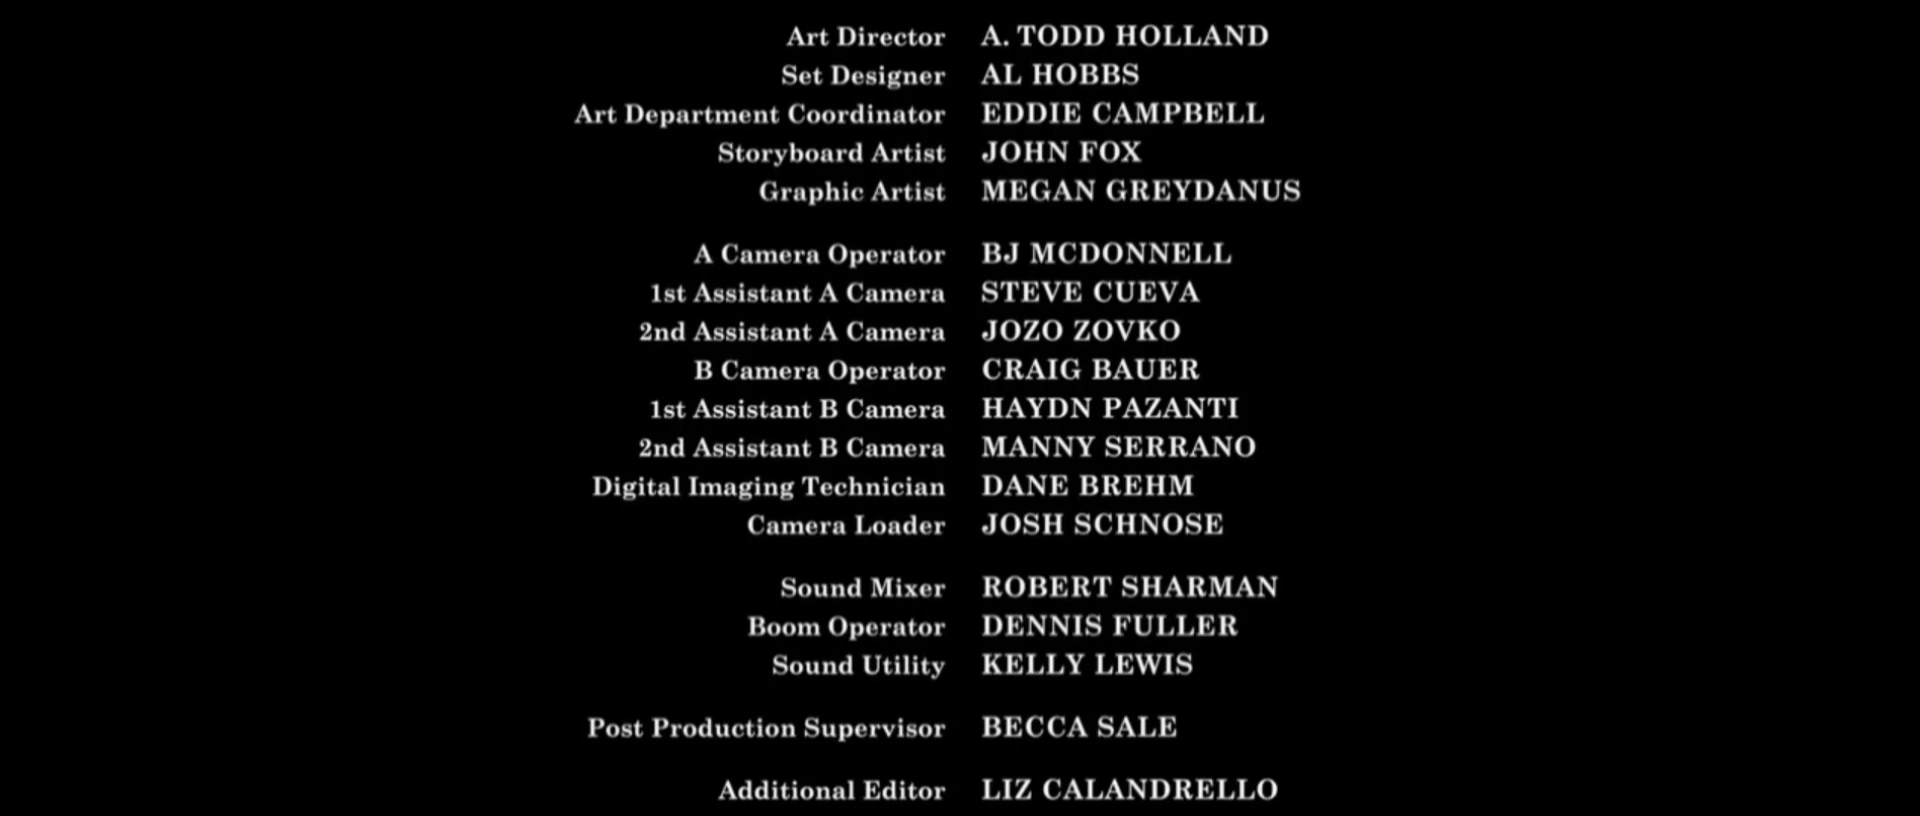 Art Director A. TODD HOLLAND
Set Designer AL HOBBS
Art Department Coordinator EDDIE CAMPBELL
Storyboard Artist JOHN FOX
Graphic Artist MEGAN GREYDANUS
A Camera Operator BJ MCDONNELL
1st Assistant A Camera STEVE CUEVA
2nd Assistant A Camera JOZO ZOVKO
B Camera Operator CRAIG BAUER
1st Assistant B Camera HAYDN PAZANTI
2nd Assistant B Camera MANNY SERRANO
Digital Imaging Technician DANE BREHM
Camera Loader JOSH SCHNOSE
Sound Mixer ROBERT SHARMAN
Boom Operator DENNIS FULLER
Sound Utility KELLY LEWIS
Post Production Supervisor BECCA SALE
Additional Editor LIZ CALANDRELLO